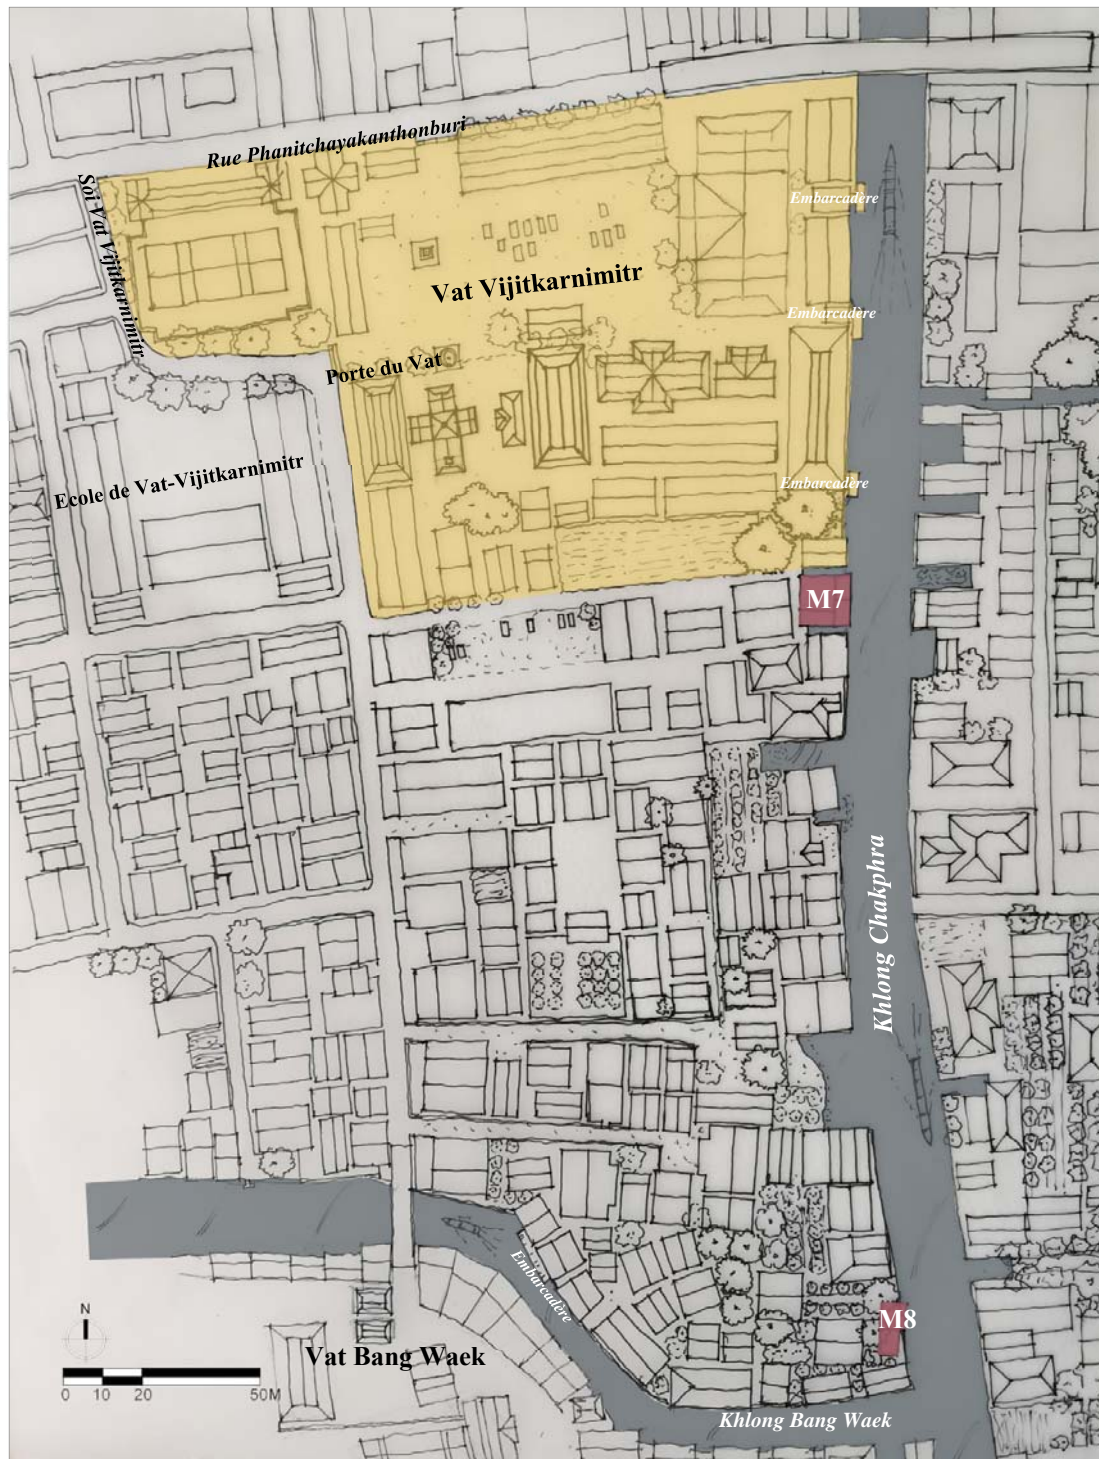 Rue Phanitchayakanthonburi
Soi Vat Vijitkarnimitr
Embarcadère
Vat Vijitkarnimitr
Embarcadère
Porte du Vat
Ecole de Vat-Vijitkarnimitr
Embarcadère
M7
Khlong Chakphra
Embarcadère
M8
N
Vat Bang Waek
0 10 20 50M
Khlong Bang Waek